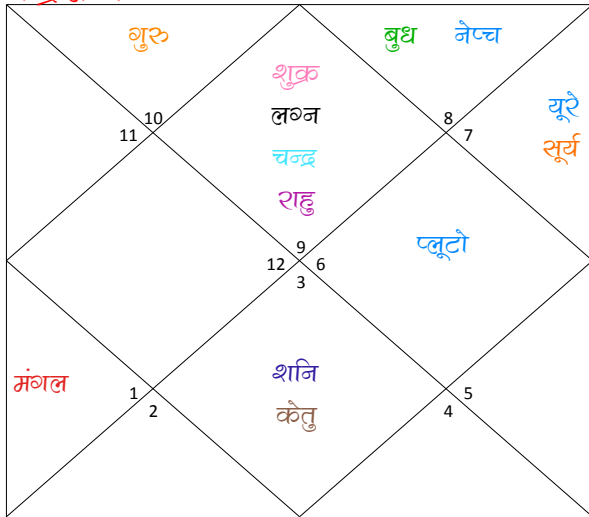 गुरु
बुध नेप्च
शुक्र
लग्न
चन्द्र
राहु
यूरे
सूर्य
10
11
8
7
प्लूटो
9
12 6
3
मंगल
शनि
केतु
1
2
5
4